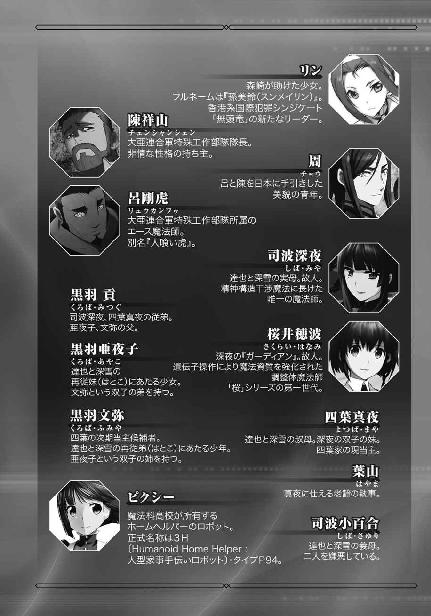 リン
森崎が助けた少女。
フルネームは『孫美鈴(スンメイリン)』。
香港系国際犯罪シンジケート
「無頭竜」の新たなリーダー。
陳祥山
チェンシャンシェン
大亜連合軍特殊工作部隊隊長。
非情な性格の持ち主。
周
チョウ
呂と陳を日本に手引きした
美貌の青年。
呂剛虎
リュウカンフゥ
大亜連合軍特殊工作部隊所属の
エース魔法師。
別名『人喰い虎』。
司波深夜
しば・みや
達也と深雪の実母。故人。
精神構造干渉魔法に長けた
唯一の魔法師。
黒羽 貢
くろば・みつぐ
司波深夜、四葉真夜の従弟。
亜夜子、文弥の父。
桜井穂波
さくらい・ほなみ
深夜の『ガーディアン』。故人。
遺伝子操作により魔法資質を強化された
調整体魔法師
「桜」シリーズの第一世代。
黒羽亜夜子
くろば・あやこ
達也と深雪の
再従妹(はとこ)にあたる少女。
文弥という双子の弟を持つ。
黒羽文弥
くろば・ふみや
四葉の次期当主候補者。
達也と深雪の再従弟(はとこ)にあたる少年。
亜夜子という双子の姉を持つ。
四葉真夜
よつば・まや
達也と深雪の叔母。深夜の双子の妹。
四葉家の現当主。
葉山
はやま
真夜に仕える老齢の執事。
ピクシー
魔法科高校が所有する
ホームヘルパーのロボット。
正式名称は3H
(Humanoid Home Helper:
人型家事手伝いロボット)・タイプP94。
司波小百合
しば・さゆり
達也と深雪の義母。
二人を嫌悪している。